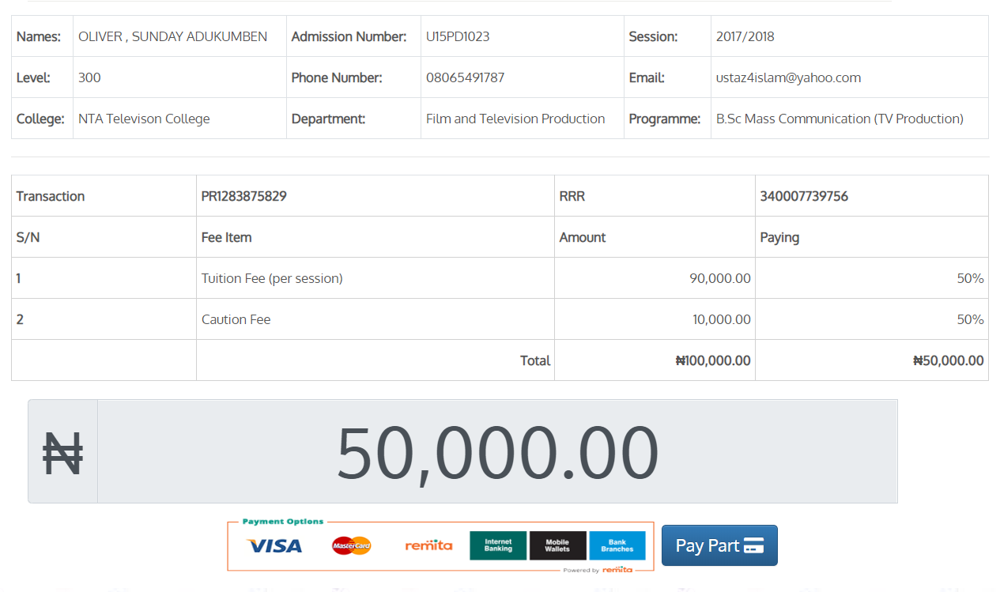 Names: OLIVER , SUNDAY ADUKUMBEN Admission Number: U15PD1023 Session: 2017/2018
Level: 300 Phone Number: 08065491787 Email: ustaz4islam@yahoo.com
College: NTA Televison College Department: Film and Television Production Programme: B.Sc Mass Communication (TV Production)
Transaction PR1283875829 RRR 340007739756
S/N Fee Item Amount Paying
1 Tuition Fee (per session) 90,000.00 50%
2 Caution Fee 10,000.00 50%
Total ₦100,000.00 ₦50,000.00
₦ 50,000.00
Payment Options
VISA MasterCard remita Internet Banking Mobile Wallets Bank Branches Pay Part
Powered by remita